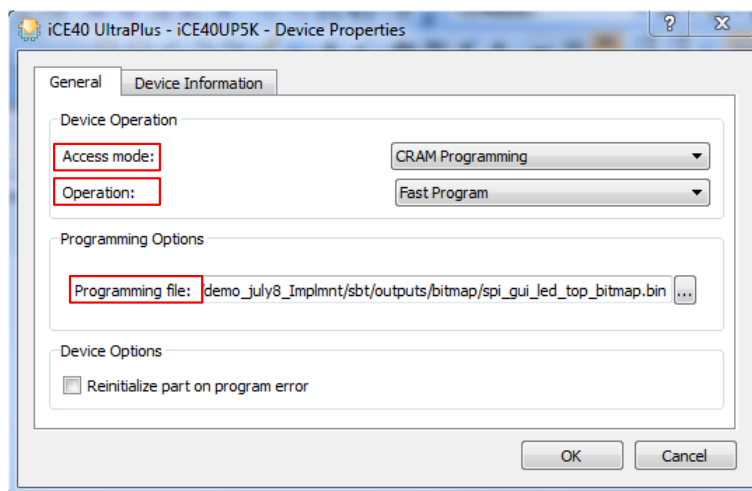 iCE40 UltraPlus - iCE40UP5K - Device Properties
General Device Information
Device Operation
Access mode: CRAM Programming
Operation: Fast Program
Programming Options
Programming file: /demo_july8_Implmnt/sbt/outputs/bitmap/spi_gui_led_top_bitmap.bin ...
Device Options
Reinitialize part on program error
OK Cancel